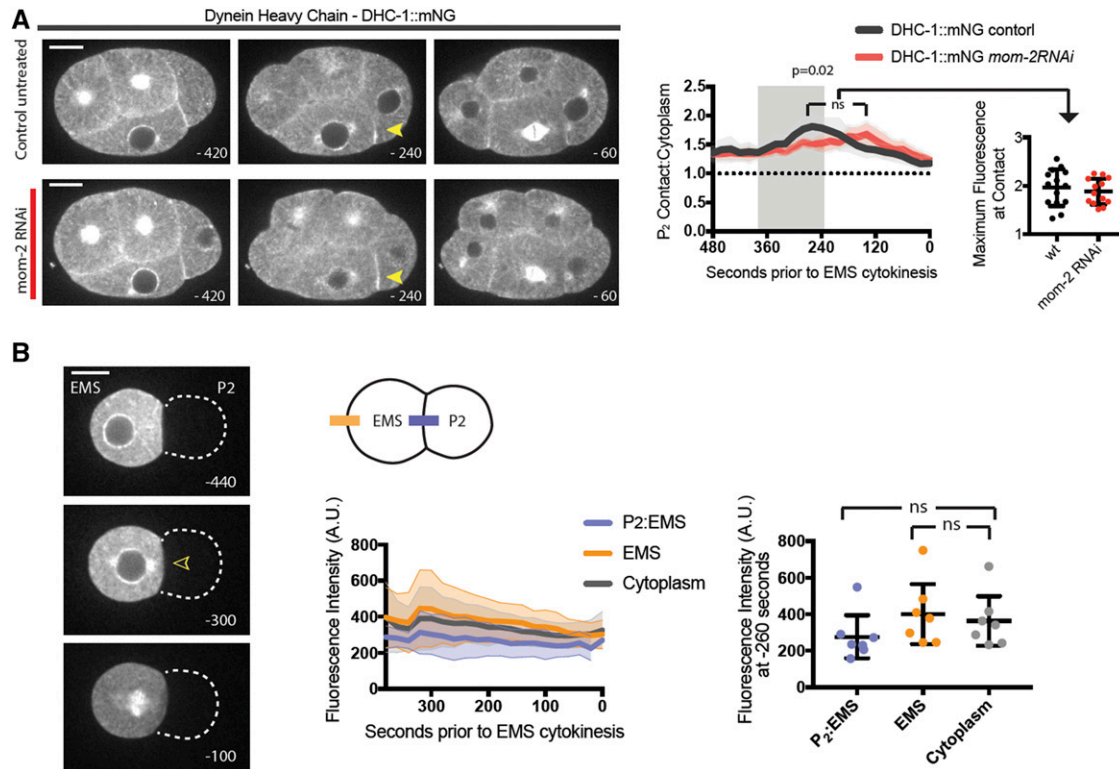 A
Dynein Heavy Chain - DHC-1::mNG
Control untreated
- 420
- 240
- 60
mom-2 RNAi
- 420
- 240
- 60
DHC-1::mNG contorl
DHC-1::mNG mom-2RNAi
p=0.02
ns
P2 Contact:Cytoplasm
2.5
2.0
1.5
1.0
0.5
0.0
480
360
240
120
0
Seconds prior to EMS cytokinesis
Maximum Fluorescence
at Contact
3
2
1
wt
mom-2 RNAi
B
EMS P2
-440
-300
-100
EMS P2
P2:EMS
EMS
Cytoplasm
Fluorescence Intensity (A.U.)
800
600
400
200
0
300
200
100
0
Seconds prior to EMS cytokinesis
ns
ns
Fluorescence Intensity (A.U.)
at -260 seconds
800
600
400
200
0
P2:EMS
EMS
Cytoplasm